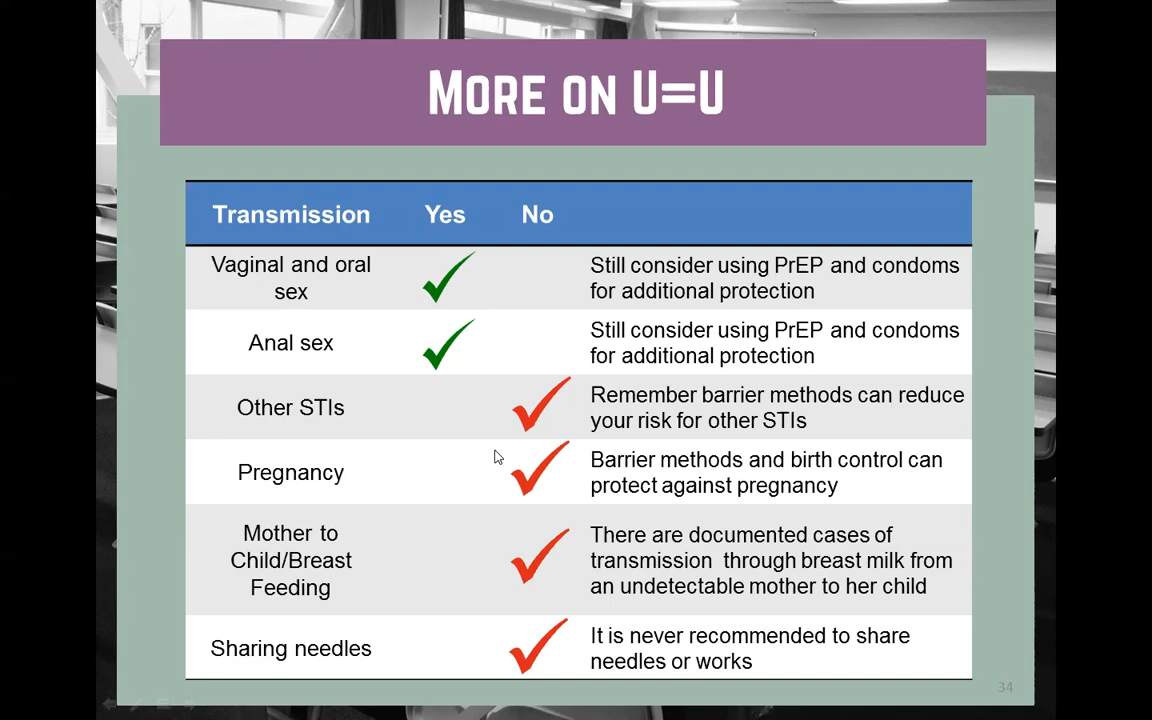 MORE ON U=U
Transmission Yes No
Vaginal and oral
sex
Still consider using PrEP and condoms
for additional protection
Anal sex
Still consider using PrEP and condoms
for additional protection
Other STIs
Remember barrier methods can reduce
your risk for other STIs
Pregnancy
Barrier methods and birth control can
protect against pregnancy
Mother to
Child/Breast
Feeding
There are documented cases of
transmission through breast milk from
an undetectable mother to her child
Sharing needles
It is never recommended to share
needles or works
34